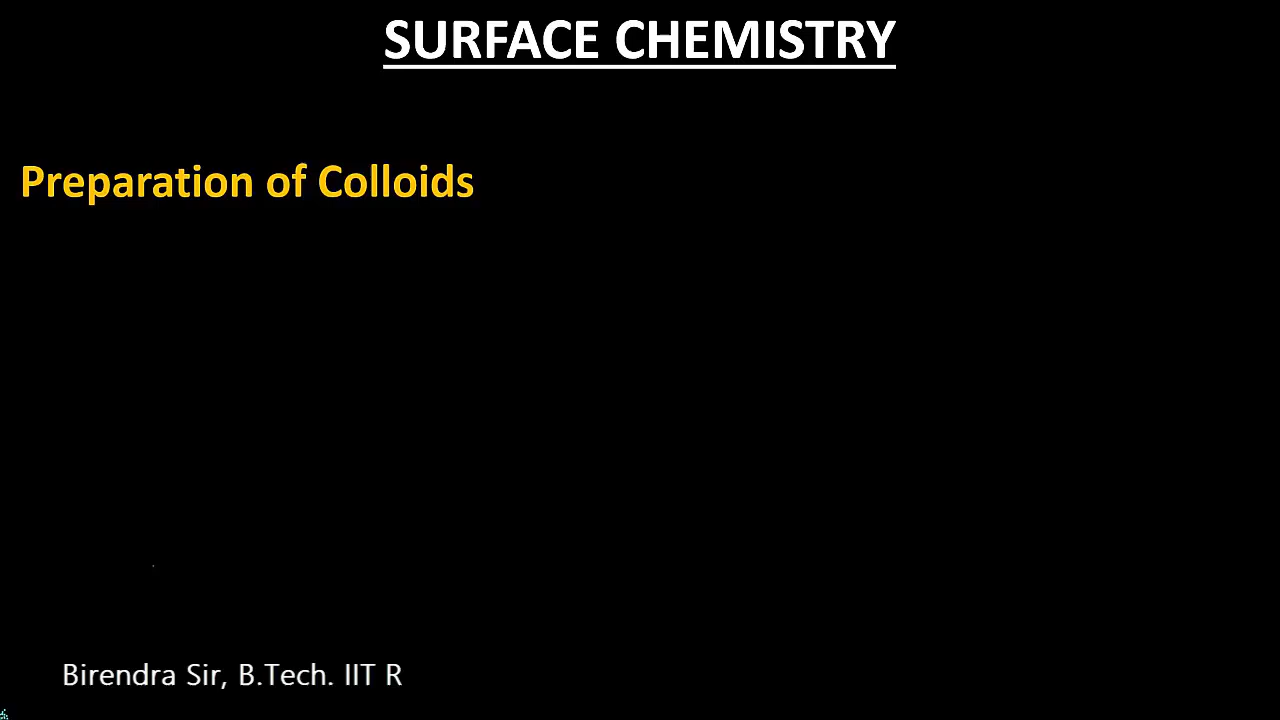 SURFACE CHEMISTRY
Preparation of Colloids
Birendra Sir, B.Tech. IIT R